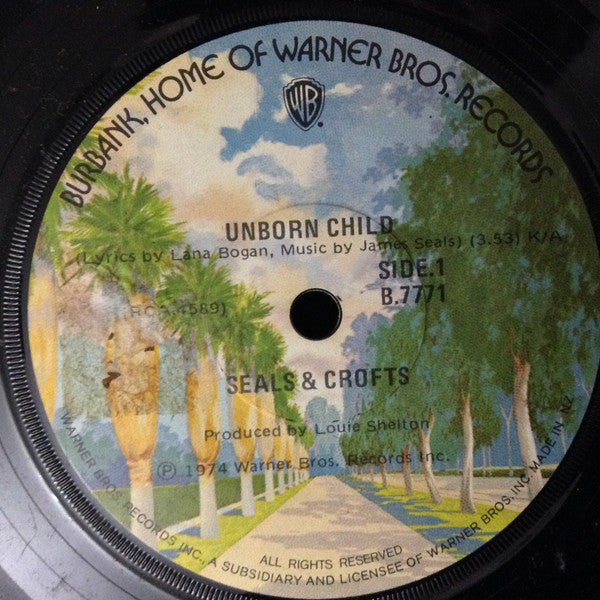 BURBANK, HOME OF WARNER BROS. RECORDS
WB
UNBORN CHILD
(Lyrics by Lana Bogan, Music by James Seals) (3.53) K/A
SIDE.1
B.7771
4589)
SEALS & CROFTS
Produced by Louie Shelton
Ⓟ 1974 Warner Bros. Records Inc.
ALL RIGHTS RESERVED
WARNER BROS. RECORDS INC., A SUBSIDIARY AND LICENSEE OF WARNER BROS. INC. MADE IN NZ